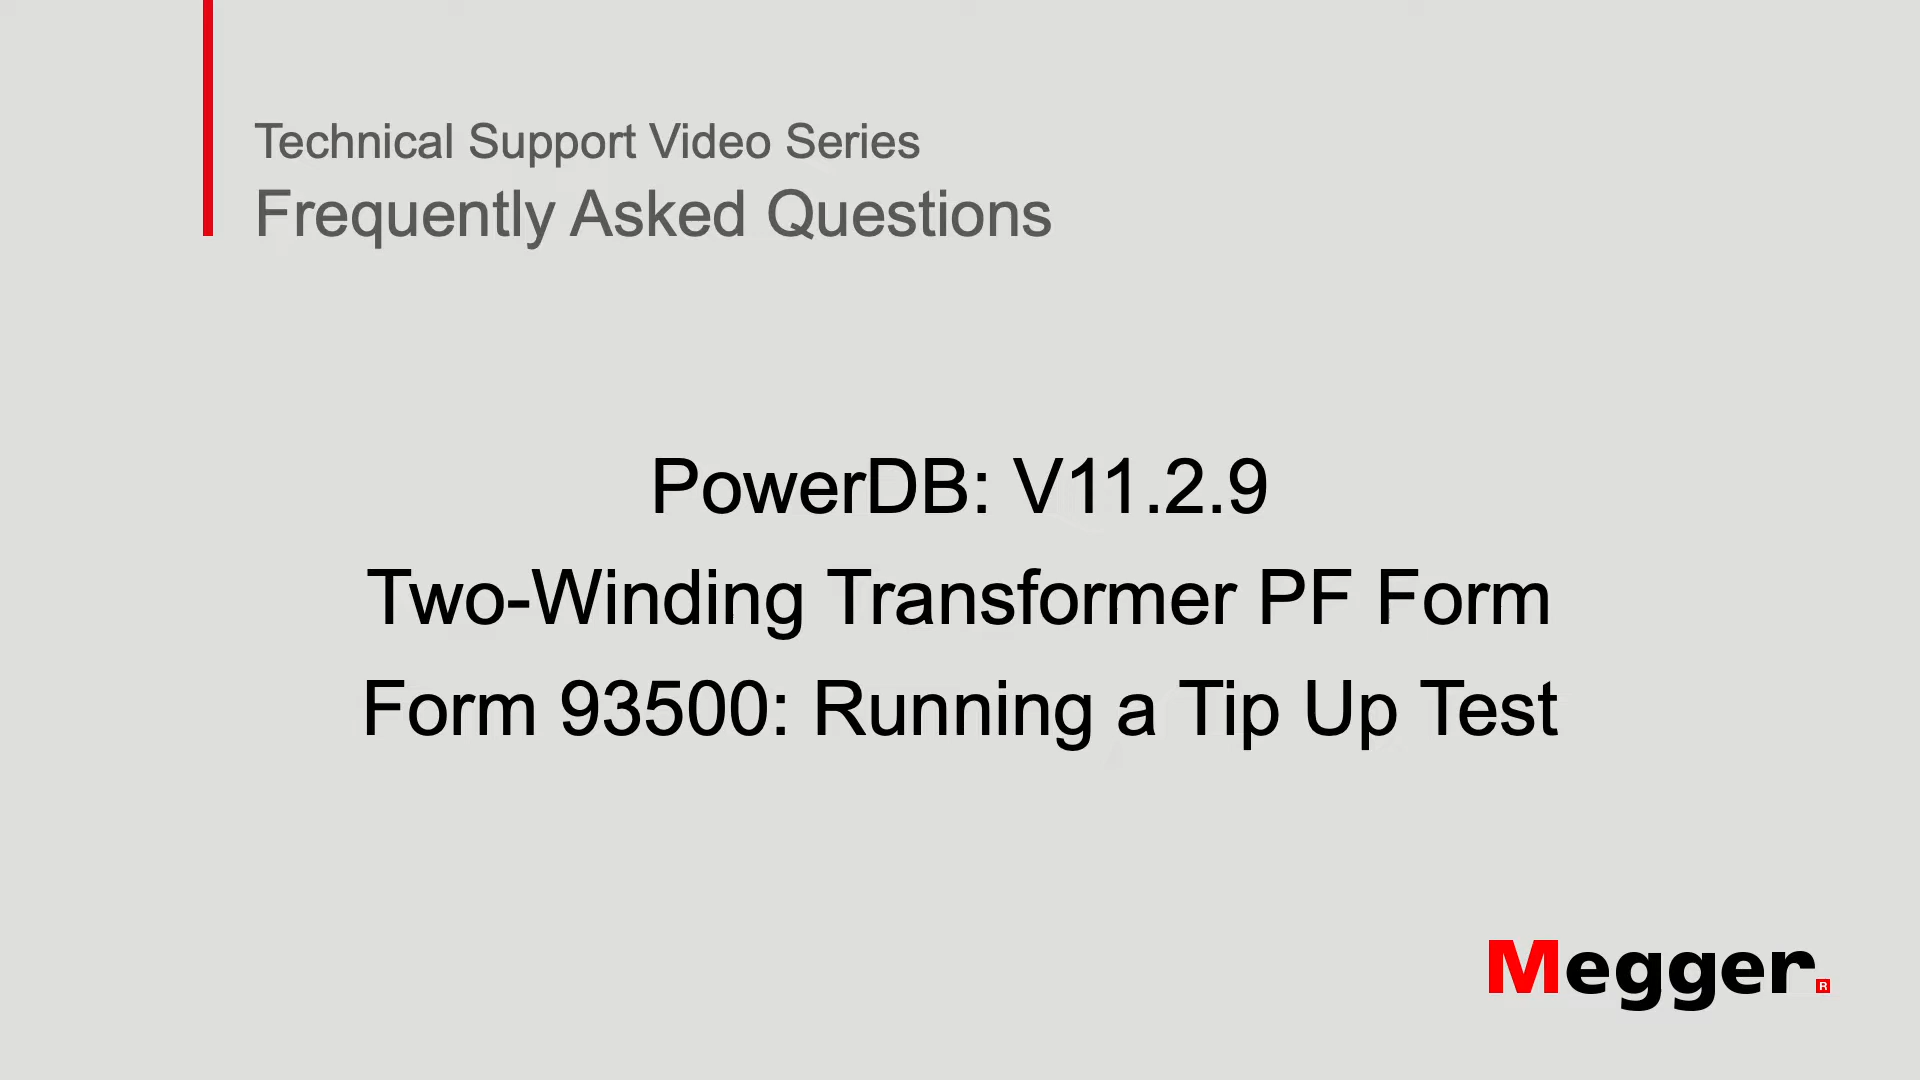 Technical Support Video Series
Frequently Asked Questions
PowerDB: V11.2.9
Two-Winding Transformer PF Form
Form 93500: Running a Tip Up Test
Megger®